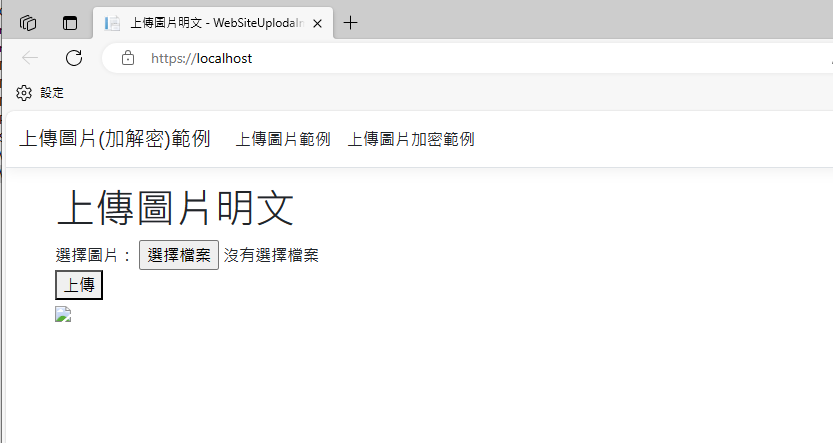 上傳圖片明文 - WebSiteUplodaIm
https://localhost
設定
上傳圖片(加解密)範例 上傳圖片範例 上傳圖片加密範例
上傳圖片明文
選擇圖片： 選擇檔案 沒有選擇檔案
上傳